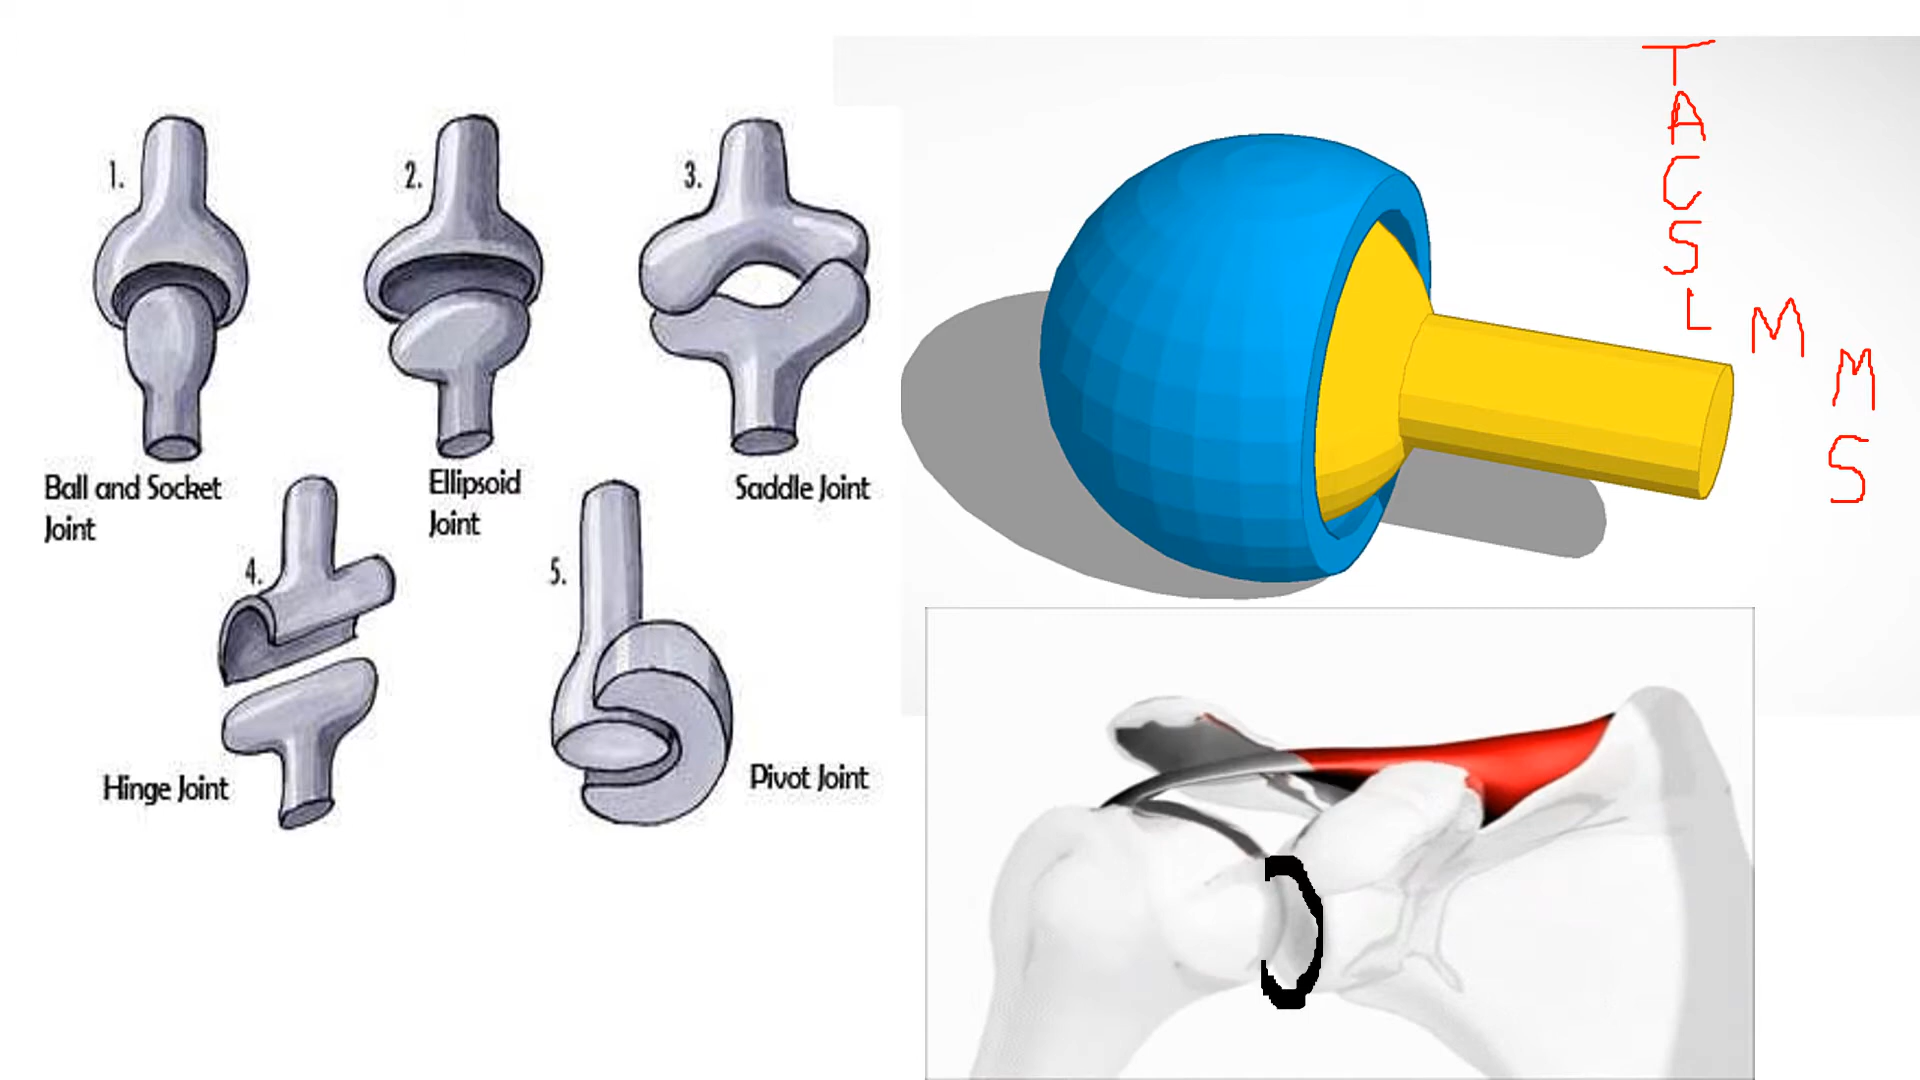 1.
2.
3.
Ball and Socket
Joint
Ellipsoid
Joint
Saddle Joint
4.
5.
Hinge Joint
Pivot Joint
T
A
C
S
L
M
M
S